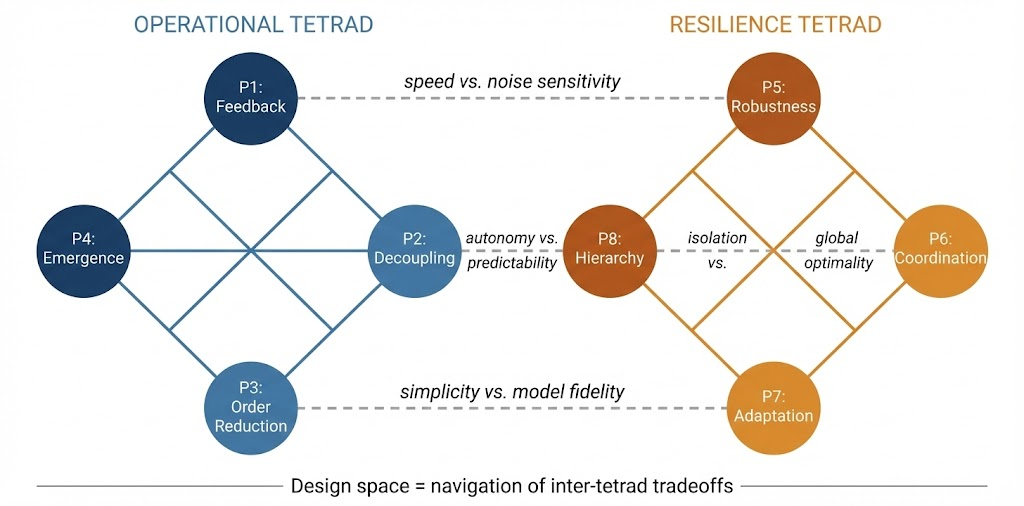 OPERATIONAL TETRAD
RESILIENCE TETRAD
P1:
Feedback
speed vs. noise sensitivity
P5:
Robustness
P4:
Emergence
P2:
Decoupling
autonomy vs.
predictability
P8:
Hierarchy
isolation
vs.
global
optimality
P6:
Coordination
P3:
Order
Reduction
simplicity vs. model fidelity
P7:
Adaptation
Design space = navigation of inter-tetrad tradeoffs